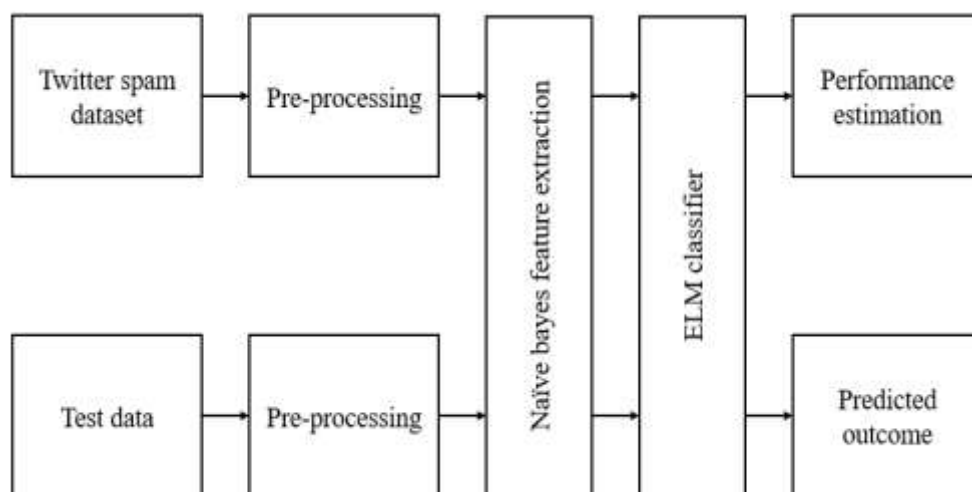 Twitter spam
dataset
Pre-processing
Naïve bayes feature extraction
ELM classifier
Performance
estimation
Test data
Pre-processing
Predicted
outcome